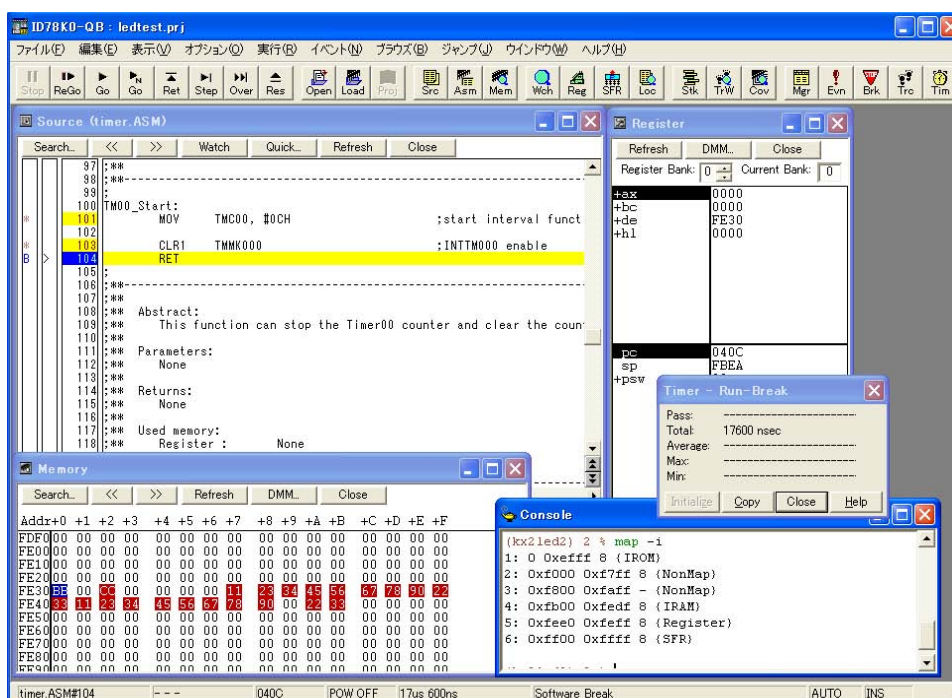 ID78K0-QB : ledtest.prj
ファイル(F) 編集(E) 表示(V) オプション(O) 実行(R) イベント(N) ブラウズ(B) ジャンプ(J) ウインドウ(W) ヘルプ(H)
Stop ReGo Go Go Ret Step Over Res Open Load Proj Src Asm Mem Wch Reg SFR Loc Stk TrW Cov Mgr Evn Brk Trc Tim
Source (timer.ASM)
Search... << >> Watch Quick... Refresh Close
97 ;**
98 ;**------------------------------------------------
99 ;
100 TM00_Start:
* 101 MOV TMC00, #0CH ;start interval funct
102
* 103 CLR1 TMMK000 ;INTTM000 enable
B > 104 RET
105 ;
106 ;**------------------------------------------------
107 ;**
108 ;** Abstract:
109 ;** This function can stop the Timer00 counter and clear the coun
110 ;**
111 ;** Parameters:
112 ;** None
113 ;**
114 ;** Returns:
115 ;** None
116 ;**
117 ;** Used memory:
118 ;** Register : None
Register
Refresh DMM... Close
Register Bank: 0 Current Bank: 0
+ax 0000
+bc 0000
+de FE30
+hl 0000
pc 040C
sp FBEA
+psw
Timer - Run-Break
Pass: ----------------------
Total: 17600 nsec
Average: ----------------------
Max: ----------------------
Min: ----------------------
Initialize Copy Close Help
Memory
Search... << >> Refresh DMM... Close
Addr +0 +1 +2 +3 +4 +5 +6 +7 +8 +9 +A +B +C +D +E +F
FDF0 00 00 00 00 00 00 00 00 00 00 00 00 00 00 00 00
FE00 00 00 00 00 00 00 00 00 00 00 00 00 00 00 00 00
FE10 00 00 00 00 00 00 00 00 00 00 00 00 00 00 00 00
FE20 00 00 00 00 00 00 00 00 00 00 00 00 00 00 00 00
FE30 BB 00 CC 00 00 00 00 11 23 34 45 56 67 78 90 22
FE40 33 11 23 34 45 56 67 78 90 00 22 33 00 00 00 00
FE50 00 00 00 00 00 00 00 00 00 00 00 00 00 00 00 00
FE60 00 00 00 00 00 00 00 00 00 00 00 00 00 00 00 00
FE70 00 00 00 00 00 00 00 00 00 00 00 00 00 00 00 00
FE80 00 00 00 00 00 00 00 00 00 00 00 00 00 00 00 00
FE90 00 00 00 00 00 00 00 00 00 00 00 00 00 00 00 00
Console
(kx2led2) 2 % map -i
1: 0 0xefff 8 {IROM}
2: 0xf000 0xf7ff 8 {NonMap}
3: 0xf800 0xfaff - {NonMap}
4: 0xfb00 0xfedf 8 {IRAM}
5: 0xfee0 0xfeff 8 {Register}
6: 0xff00 0xffff 8 {SFR}
timer.ASM#104 --- 040C POW OFF 17us 600ns Software Break AUTO INS